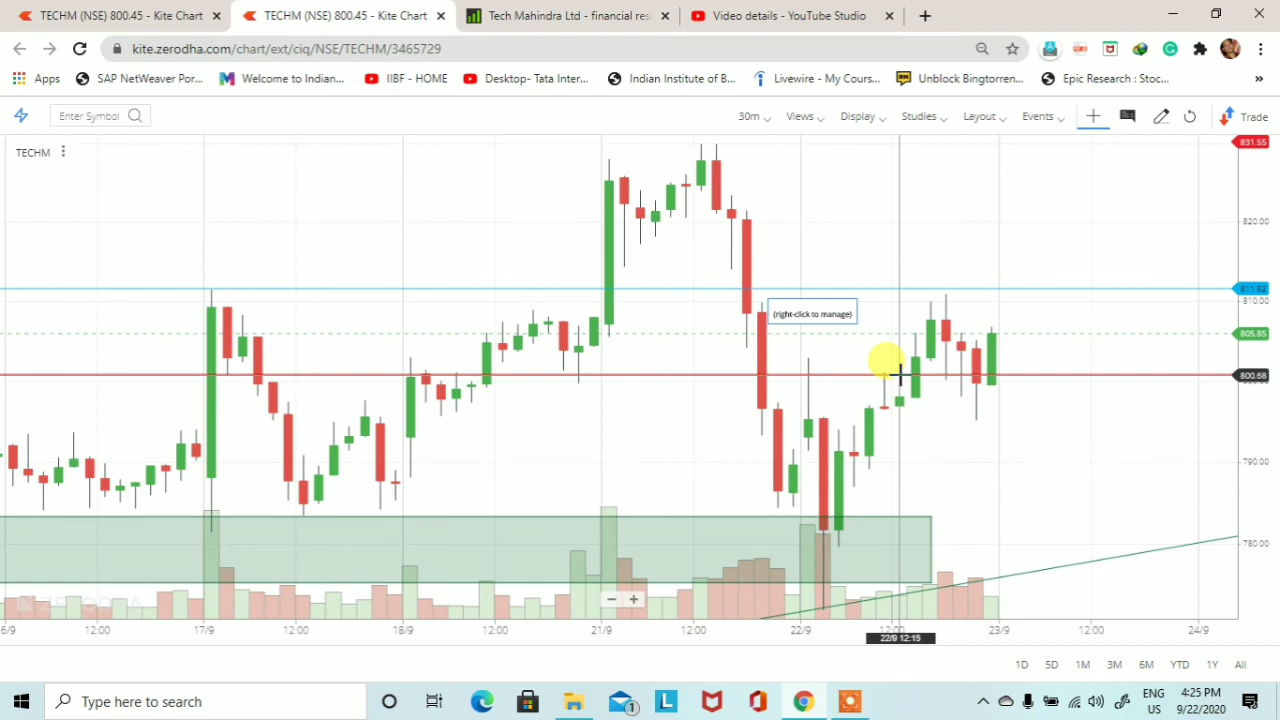 TECHM (NSE) 800.45 - Kite Chart
TECHM (NSE) 800.45 - Kite Chart
Tech Mahindra Ltd - financial res
Video details - YouTube Studio
kite.zerodha.com/chart/ext/ciq/NSE/TECHM/3465729
Apps
SAP NetWeaver Por...
Welcome to Indian...
IIBF - HOME
Desktop- Tata Inter...
Indian Institute of B...
Livewire - My Cours...
Unblock Bingtorren...
Epic Research : Stoc...
»
Enter Symbol
30m
Views
Display
Studies
Layout
Events
Trade
TECHM
831.55
820.00
811.52
810.00
(right-click to manage)
805.85
800.68
790.00
780.00
ZERODHA
6/9
12:00
17/9
12:00
18/9
12:00
21/9
12:00
22/9
12:00
23/9
12:00
24/9
22/9 12:15
1D
5D
1M
3M
6M
YTD
1Y
All
Type here to search
1
L
ENG
US
4:25 PM
9/22/2020